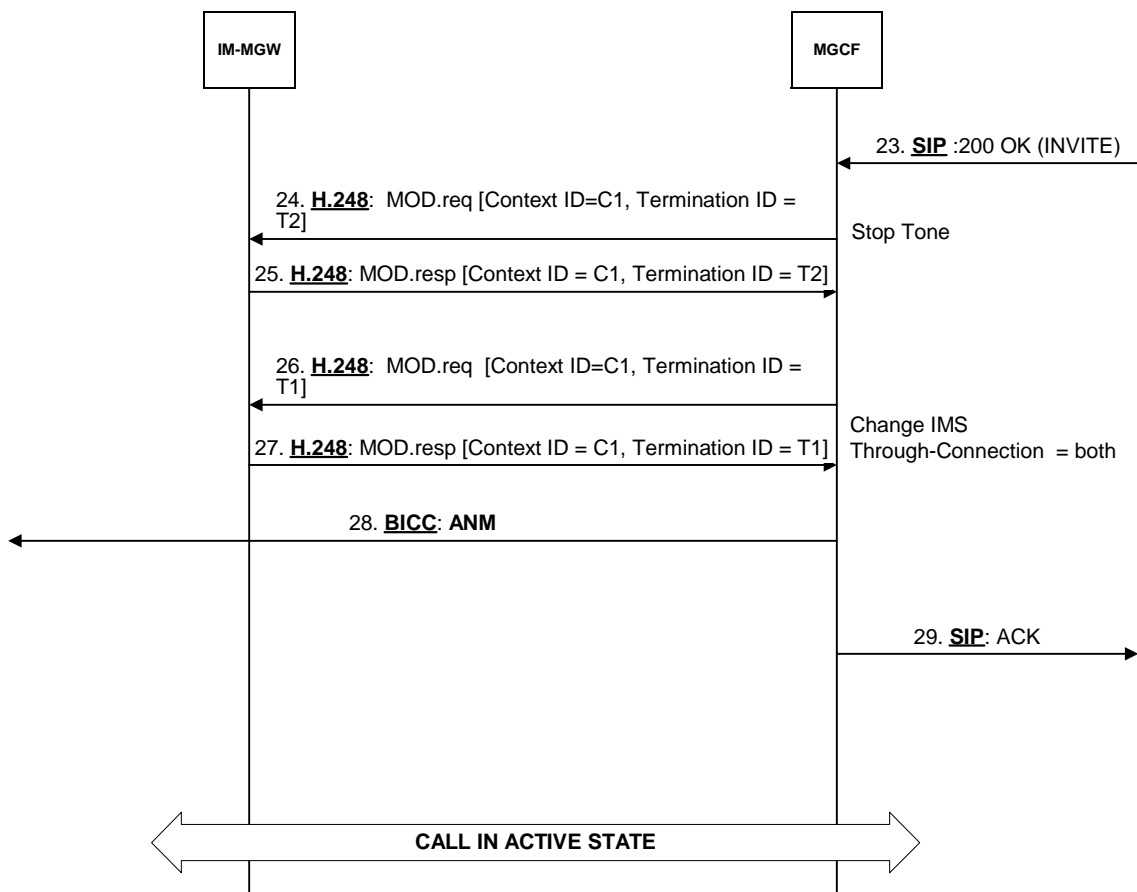 IM-MGW
MGCF
23. SIP :200 OK (INVITE)
24. H.248: MOD.req [Context ID=C1, Termination ID =
T2]
Stop Tone
25. H.248: MOD.resp [Context ID = C1, Termination ID = T2]
26. H.248: MOD.req [Context ID=C1, Termination ID =
T1]
Change IMS
Through-Connection = both
27. H.248: MOD.resp [Context ID = C1, Termination ID = T1]
28. BICC: ANM
29. SIP: ACK
CALL IN ACTIVE STATE